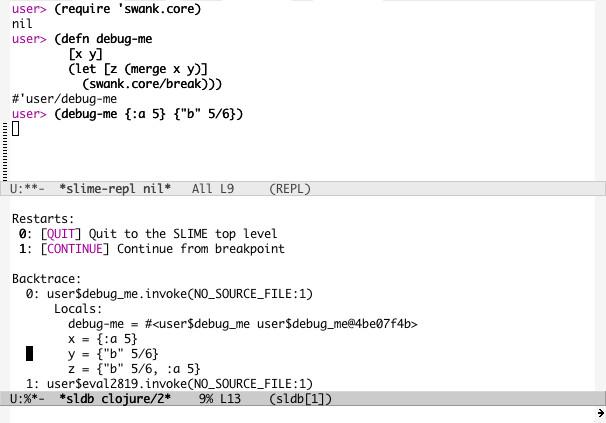 user> (require 'swank.core)
nil
user> (defn debug-me
        [x y]
        (let [z (merge x y)]
          (swank.core/break)))
#'user/debug-me
user> (debug-me {:a 5} {"b" 5/6})
U:**-  *slime-repl nil*   All L9     (REPL)
Restarts:
 0: [QUIT] Quit to the SLIME top level
 1: [CONTINUE] Continue from breakpoint
Backtrace:
  0: user$debug_me.invoke(NO_SOURCE_FILE:1)
      Locals:
        debug-me = #<user$debug_me user$debug_me@4be07f4b>
        x = {:a 5}
        y = {"b" 5/6}
        z = {"b" 5/6, :a 5}
  1: user$eval2819.invoke(NO_SOURCE_FILE:1)
U:%*-  *sldb clojure/2*    9% L13    (sldb[1])